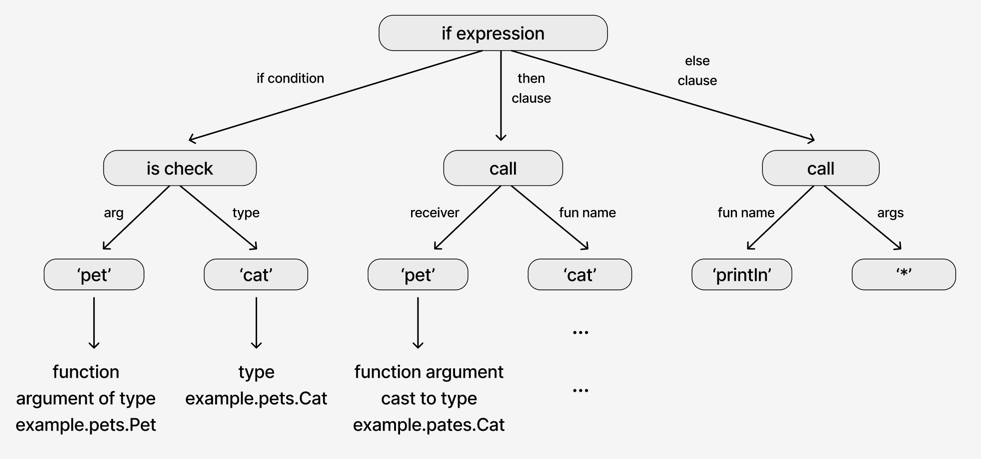 if expression
if condition
then
clause
else
clause
is check
call
call
arg
type
receiver
fun name
fun name
args
‘pet’
‘cat’
‘pet’
‘cat’
‘println’
‘*’
function
argument of type
example.pets.Pet
type
example.pets.Cat
function argument
cast to type
example.pates.Cat
...
...